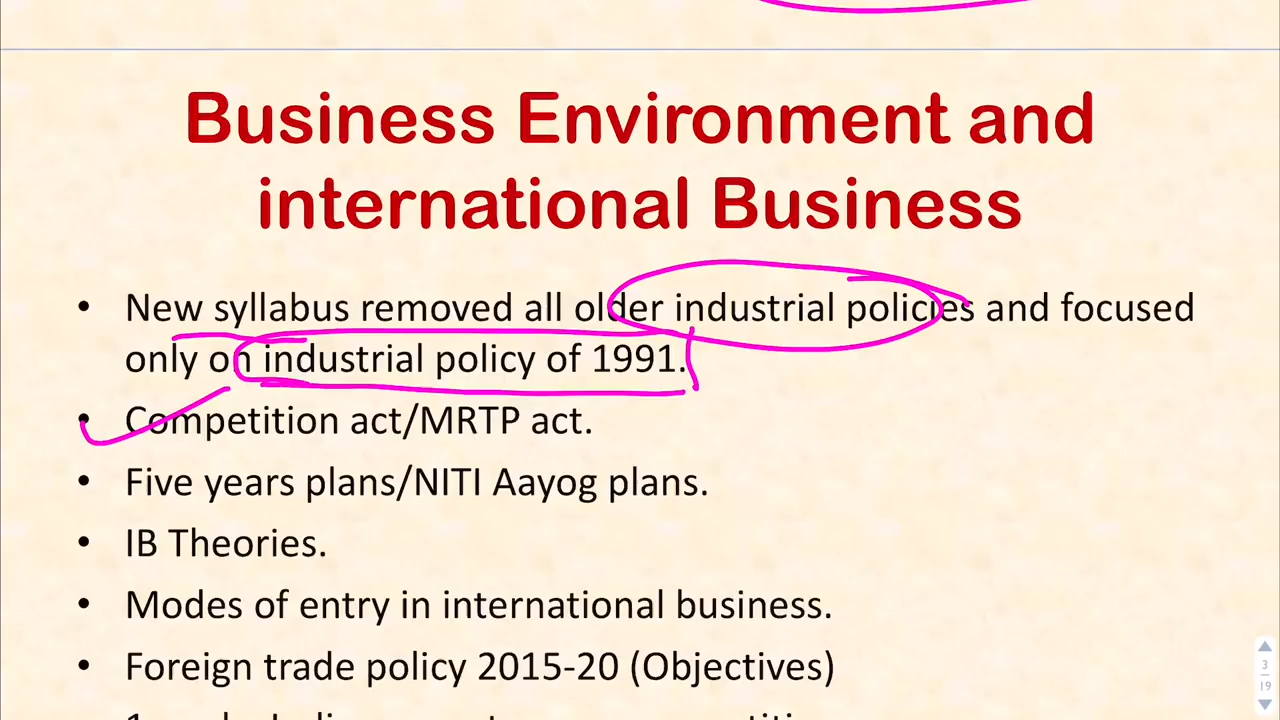 Business Environment and
international Business
• New syllabus removed all older industrial policies and focused
only on industrial policy of 1991.
• Competition act/MRTP act.
• Five years plans/NITI Aayog plans.
• IB Theories.
• Modes of entry in international business.
• Foreign trade policy 2015-20 (Objectives)
3
19